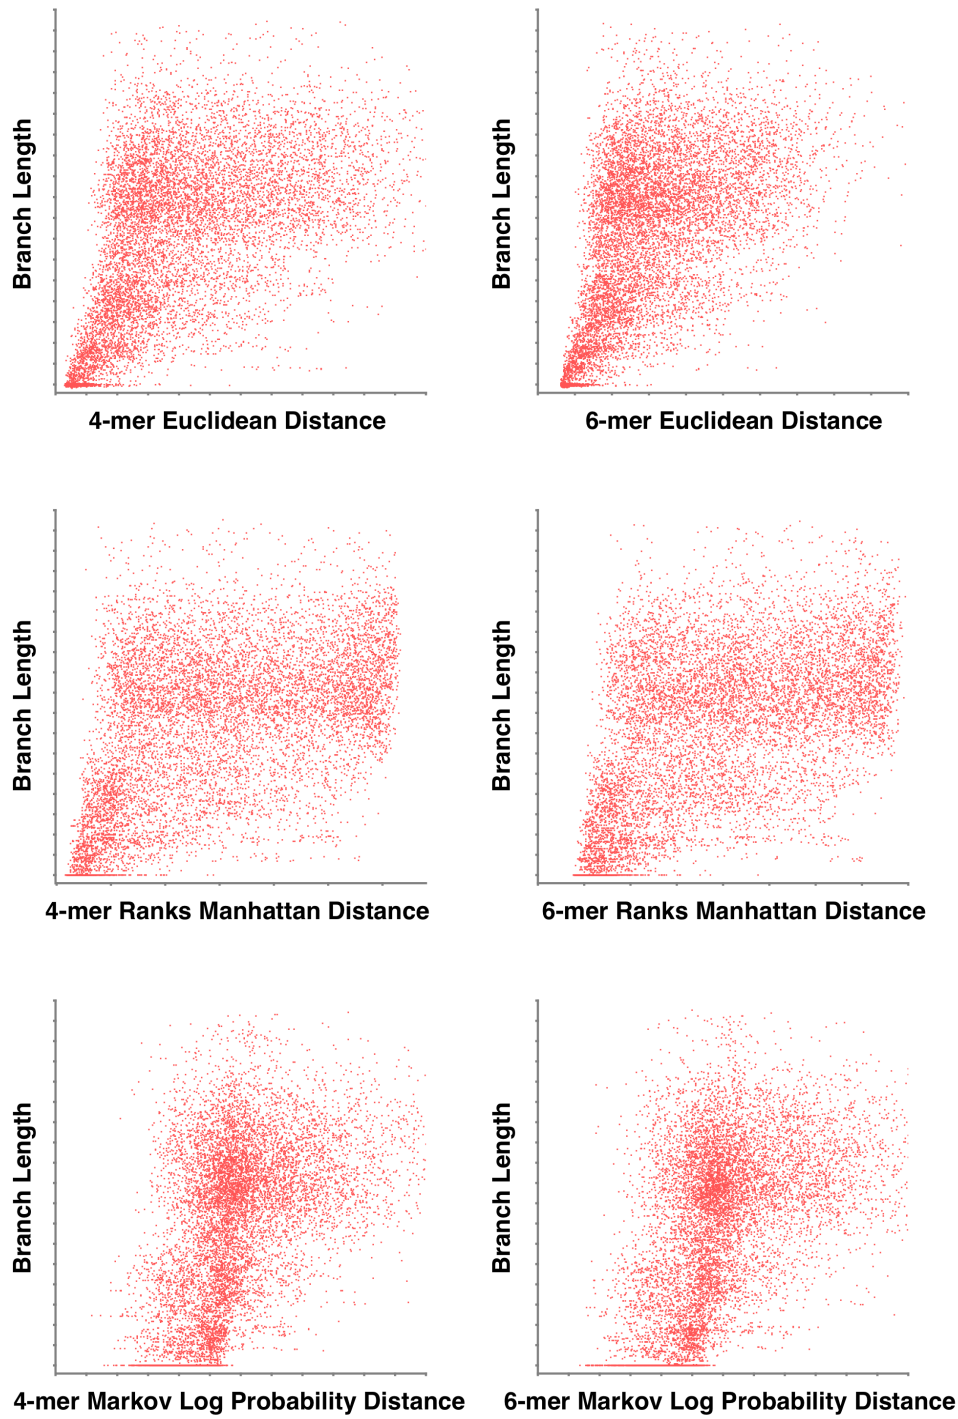 Branch Length
4-mer Euclidean Distance
Branch Length
6-mer Euclidean Distance
Branch Length
4-mer Ranks Manhattan Distance
Branch Length
6-mer Ranks Manhattan Distance
Branch Length
4-mer Markov Log Probability Distance
Branch Length
6-mer Markov Log Probability Distance